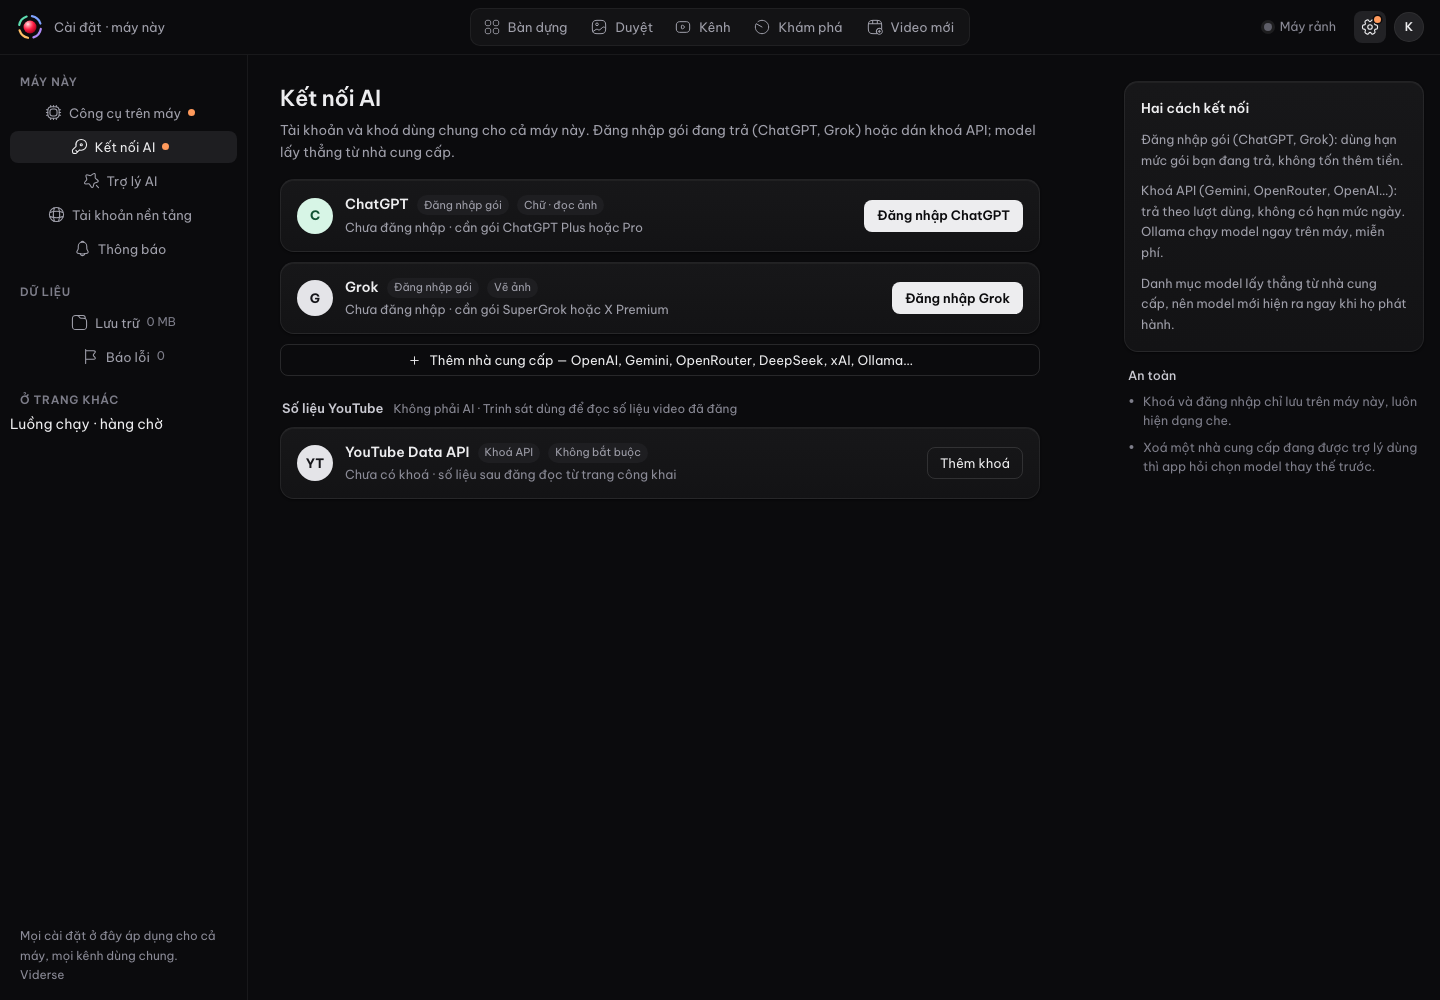 Cài đặt · máy này
Bàn dựng
Duyệt
Kênh
Khám phá
Video mới
Máy rảnh
K
MÁY NÀY
Công cụ trên máy
Kết nối AI
Trợ lý AI
Tài khoản nền tảng
Thông báo
DỮ LIỆU
Lưu trữ 0 MB
Báo lỗi 0
Ở TRANG KHÁC
Luồng chạy · hàng chờ
Mọi cài đặt ở đây áp dụng cho cả
máy, mọi kênh dùng chung.
Viderse
Kết nối AI
Tài khoản và khoá dùng chung cho cả máy này. Đăng nhập gói đang trả (ChatGPT, Grok) hoặc dán khoá API; model
lấy thẳng từ nhà cung cấp.
C
ChatGPT Đăng nhập gói Chữ · đọc ảnh
Chưa đăng nhập · cần gói ChatGPT Plus hoặc Pro
Đăng nhập ChatGPT
G
Grok Đăng nhập gói Vẽ ảnh
Chưa đăng nhập · cần gói SuperGrok hoặc X Premium
Đăng nhập Grok
+ Thêm nhà cung cấp — OpenAI, Gemini, OpenRouter, DeepSeek, xAI, Ollama…
Số liệu YouTube Không phải AI · Trinh sát dùng để đọc số liệu video đã đăng
YT
YouTube Data API Khoá API Không bắt buộc
Chưa có khoá · số liệu sau đăng đọc từ trang công khai
Thêm khoá
Hai cách kết nối
Đăng nhập gói (ChatGPT, Grok): dùng hạn
mức gói bạn đang trả, không tốn thêm tiền.
Khoá API (Gemini, OpenRouter, OpenAI…):
trả theo lượt dùng, không có hạn mức ngày.
Ollama chạy model ngay trên máy, miễn
phí.
Danh mục model lấy thẳng từ nhà cung
cấp, nên model mới hiện ra ngay khi họ phát
hành.
An toàn
• Khoá và đăng nhập chỉ lưu trên máy này, luôn
hiện dạng che.
• Xoá một nhà cung cấp đang được trợ lý dùng
thì app hỏi chọn model thay thế trước.